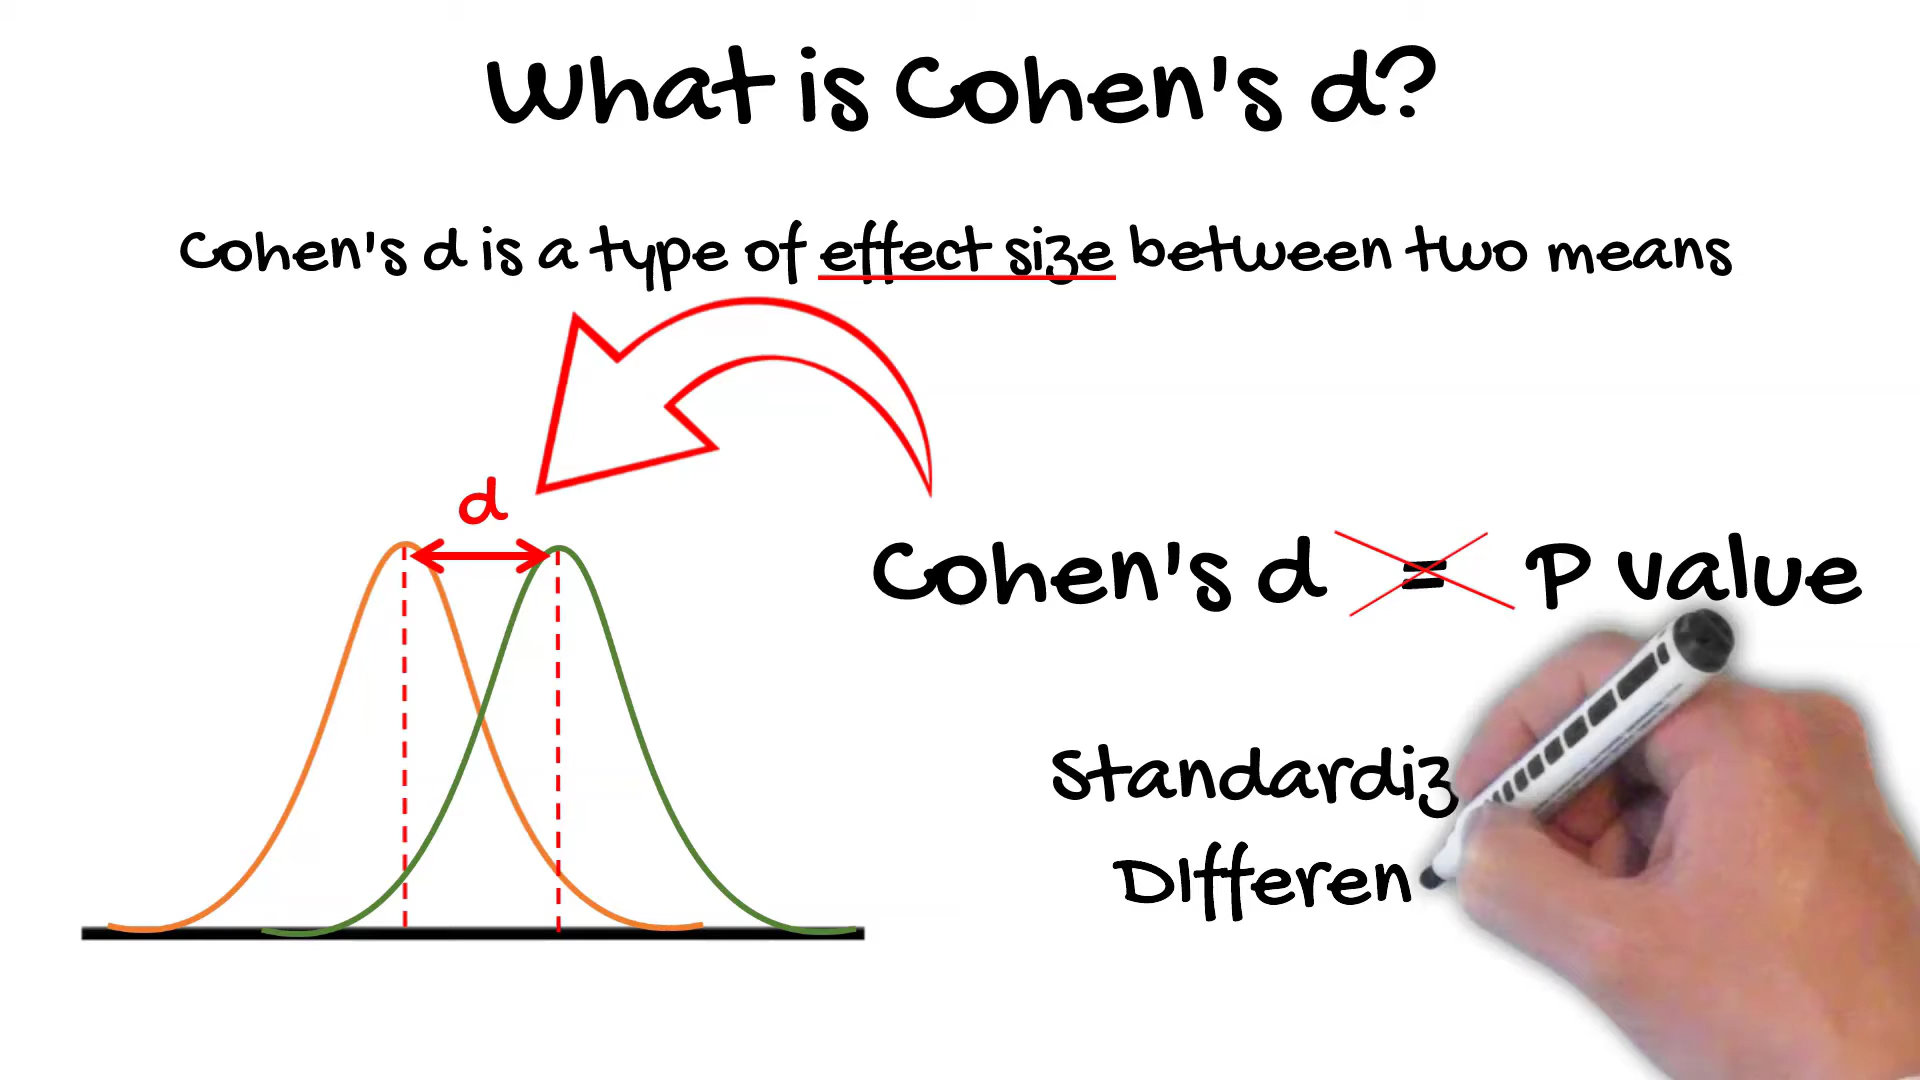 What is Cohen's d?
Cohen's d is a type of effect size between two means
d
Cohen's d = P value
Standardiz
DIfferen